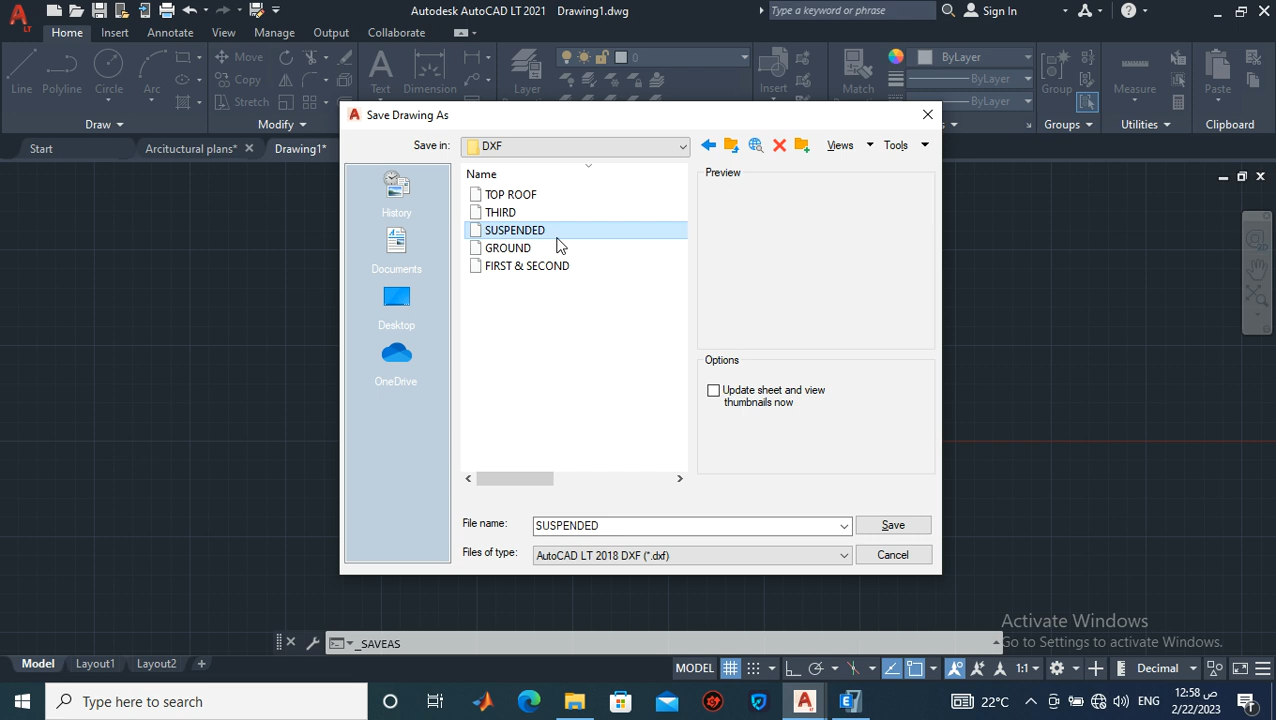 Autodesk AutoCAD LT 2021 Drawing1.dwg
Type a keyword or phrase
Sign In
LT
Home Insert Annotate View Manage Output Collaborate
Line Polyline Circle Arc
Move
Copy
Stretch
Text Dimension
Layer
0
Insert
Match
ByLayer
ByLayer
ByLayer
Group
Measure
Paste
Draw Modify Groups Utilities Clipboard
Start Arcituctural plans* Drawing1*
Save Drawing As
Save in: DXF
Views Tools
History
Documents
Desktop
OneDrive
Name
TOP ROOF
THIRD
SUSPENDED
GROUND
FIRST & SECOND
Preview
Options
Update sheet and view
thumbnails now
File name: SUSPENDED Save
Files of type: AutoCAD LT 2018 DXF (*.dxf) Cancel
Activate Windows
Go to Settings to activate Windows.
_SAVEAS
Model Layout1 Layout2
MODEL 1:1 Decimal
Type here to search
22°C
ENG
12:58 ص
2/22/2023
1